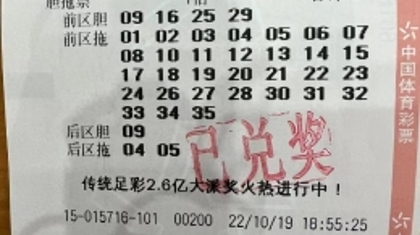 胆拖票
前区胆 09 16 25 29
前区拖 01 02 03 04 05 06 07
08 10 11 12 13 14 15
17 18 19 20 21 22 23
24 26 27 28 30 31 32
33 34 35
后区胆 09
后区拖 04 05
已兑奖
传统足彩2.6亿大派奖火热进行中！
15-015716-101 00200 22/10/19 18:55:25
中国体育彩票